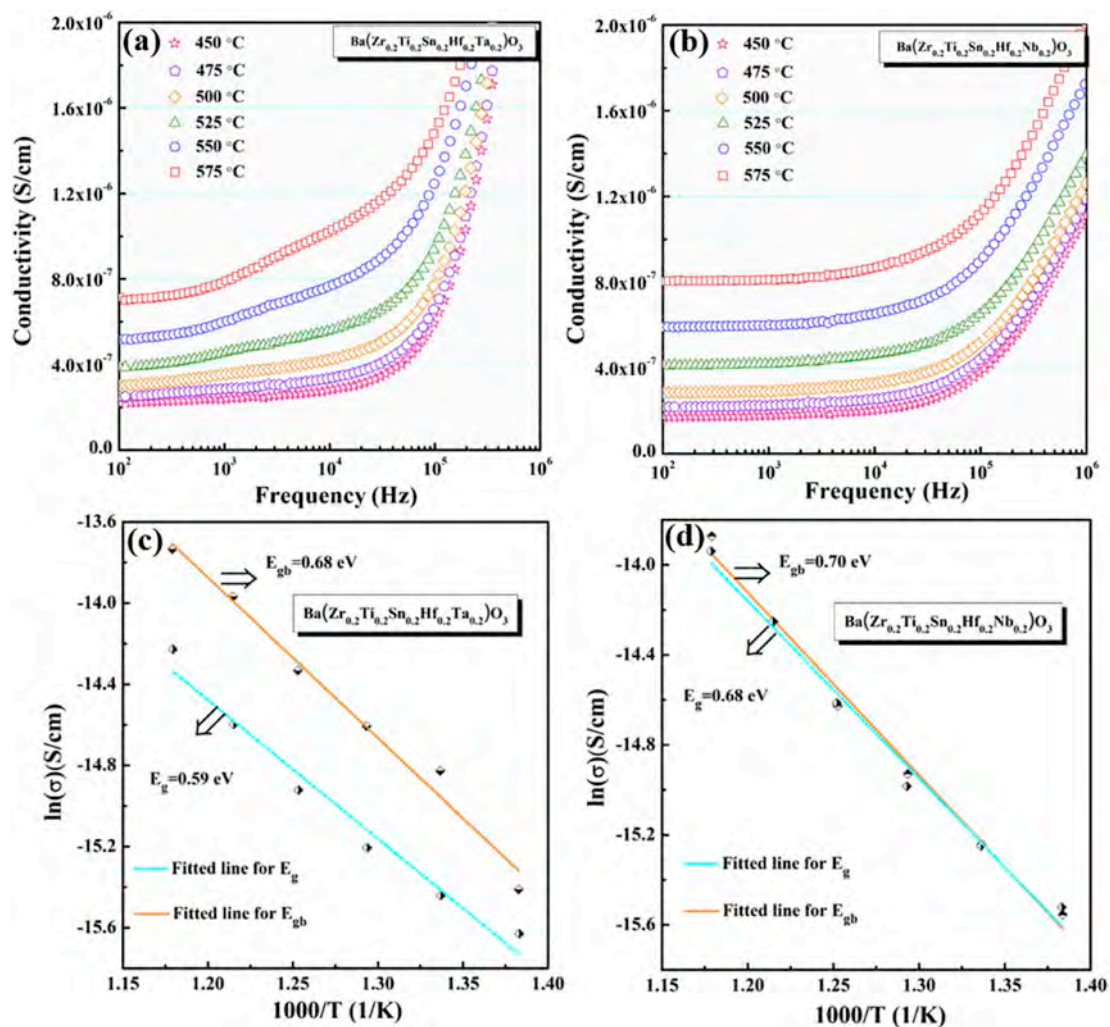 (a)
Ba(Zr0.2Ti0.2Sn0.2Hf0.2Ta0.2)O3
450 °C
475 °C
500 °C
525 °C
550 °C
575 °C
2.0x10-6
1.6x10-6
1.2x10-6
8.0x10-7
4.0x10-7
0.0
Conductivity (S/cm)
10² 10³ 10⁴ 10⁵ 10⁶
Frequency (Hz)
(b)
Ba(Zr0.2Ti0.2Sn0.2Hf0.2Nb0.2)O3
450 °C
475 °C
500 °C
525 °C
550 °C
575 °C
2.0x10-6
1.6x10-6
1.2x10-6
8.0x10-7
4.0x10-7
0.0
Conductivity (S/cm)
10² 10³ 10⁴ 10⁵ 10⁶
Frequency (Hz)
(c)
Egb=0.68 eV
Ba(Zr0.2Ti0.2Sn0.2Hf0.2Ta0.2)O3
Eg=0.59 eV
Fitted line for Eg
Fitted line for Egb
-13.6
-14.0
-14.4
-14.8
-15.2
-15.6
ln(σ)(S/cm)
1.15 1.20 1.25 1.30 1.35 1.40
1000/T (1/K)
(d)
Egb=0.70 eV
Ba(Zr0.2Ti0.2Sn0.2Hf0.2Nb0.2)O3
Eg=0.68 eV
Fitted line for Eg
Fitted line for Egb
-14.0
-14.4
-14.8
-15.2
-15.6
ln(σ)(S/cm)
1.15 1.20 1.25 1.30 1.35 1.40
1000/T (1/K)